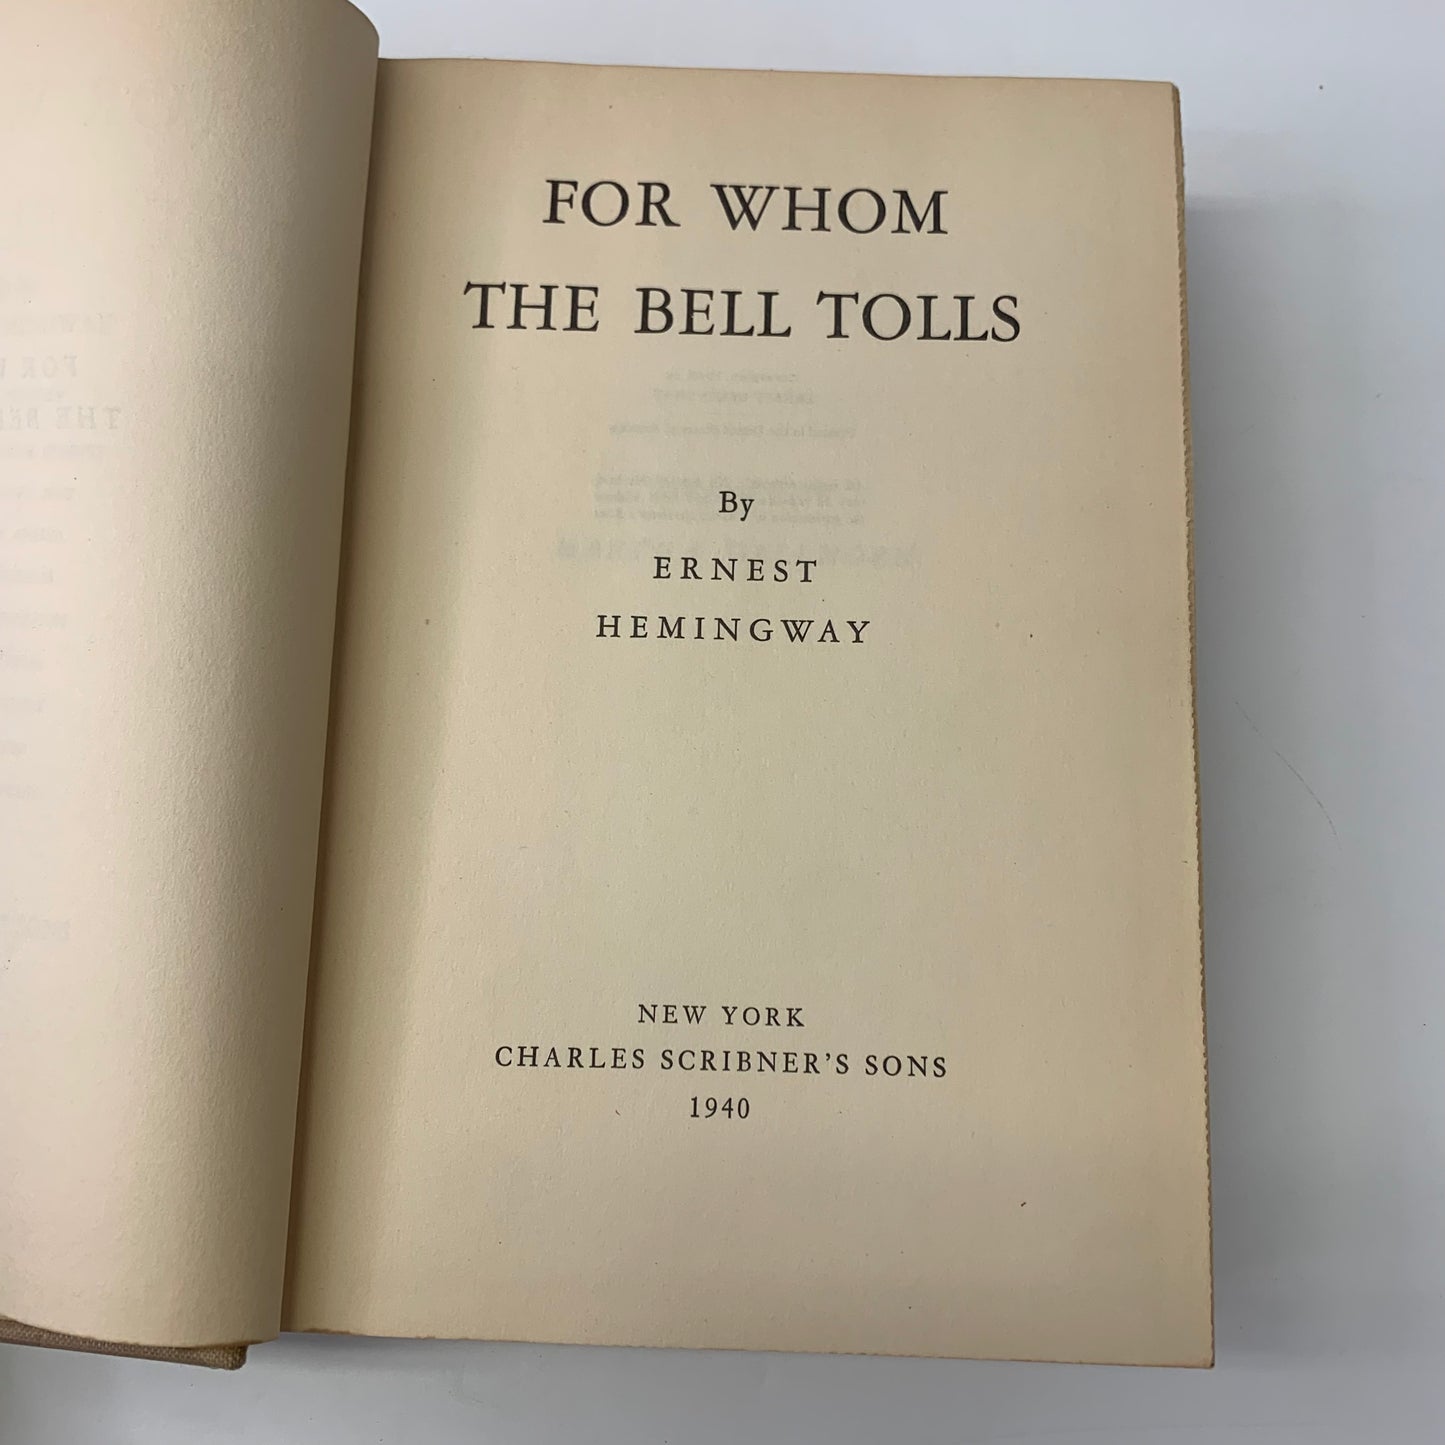 FOR WHOM
THE BELL TOLLS
By
ERNEST
HEMINGWAY
NEW YORK
CHARLES SCRIBNER'S SONS
1940